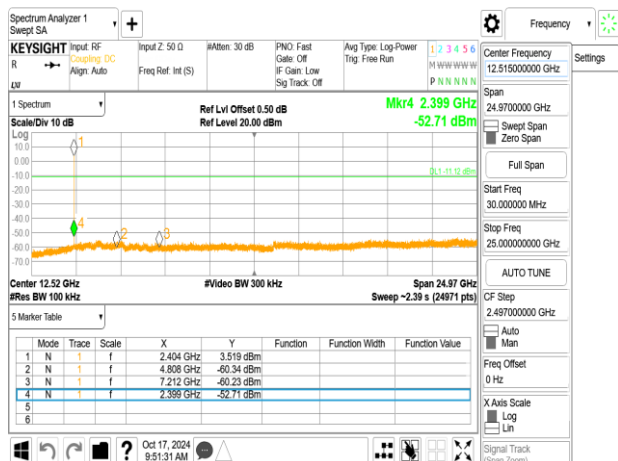 Spectrum Analyzer 1
Swept SA
Frequency
KEYSIGHT Input: RF Input Z: 50 Ω #Atten: 30 dB PNO: Fast Avg Type: Log-Power 1 2 3 4 5 6
R Coupling: DC Gate: Off Trig: Free Run M W W W W W
Align: Auto Freq Ref: Int (S) IF Gain: Low
LXI Sig Track: Off P N N N N N
1 Spectrum
Scale/Div 10 dB
Ref Lvl Offset 0.50 dB
Ref Level 20.00 dBm
Mkr4 2.399 GHz
-52.71 dBm
Log
10.0
0.00
-10.0
-20.0
-30.0
-40.0
-50.0
-60.0
-70.0
1
DL1 -11.12 dBm
4
2
3
Center 12.52 GHz #Video BW 300 kHz Span 24.97 GHz
#Res BW 100 kHz Sweep ~2.39 s (24971 pts)
5 Marker Table
Mode Trace Scale X Y Function Function Width Function Value
1 N 1 f 2.404 GHz 3.519 dBm
2 N 1 f 4.808 GHz -60.34 dBm
3 N 1 f 7.212 GHz -60.23 dBm
4 N 1 f 2.399 GHz -52.71 dBm
5
6
?
Oct 17, 2024
9:51:31 AM
Center Frequency
12.515000000 GHz
Settings
Span
24.9700000 GHz
Swept Span
Zero Span
Full Span
Start Freq
30.000000 MHz
Stop Freq
25.000000000 GHz
AUTO TUNE
CF Step
2.497000000 GHz
Auto
Man
Freq Offset
0 Hz
X Axis Scale
Log
Lin
Signal Track
(Span Zoom)